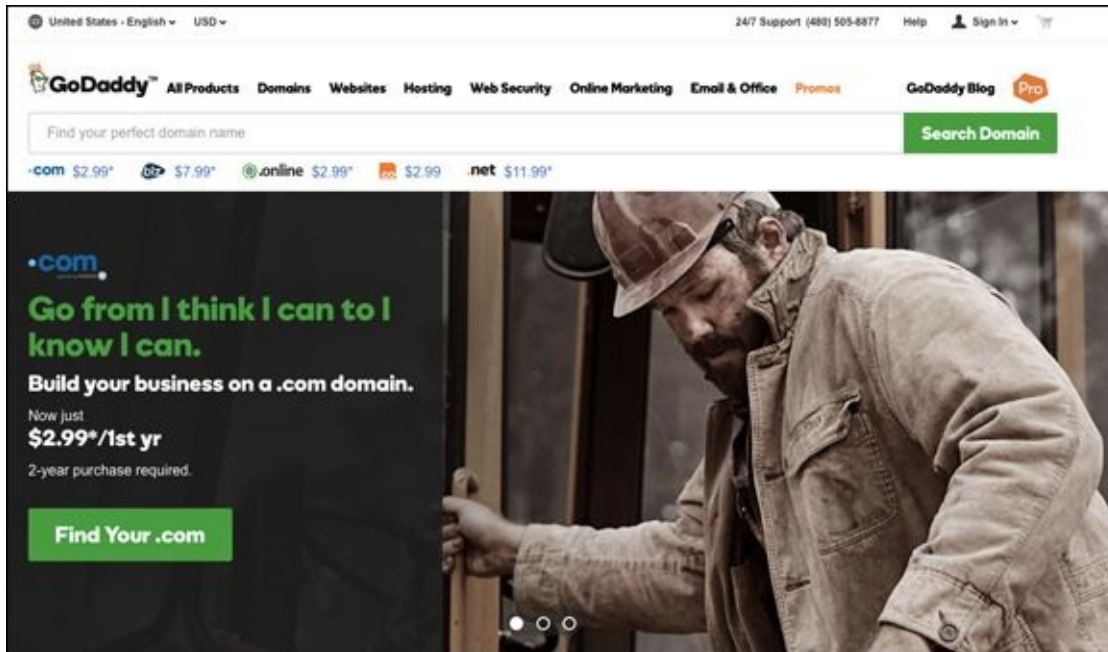 United States - English USD 24/7 Support (480) 505-8877 Help Sign In
GoDaddy™ All Products Domains Websites Hosting Web Security Online Marketing Email & Office Promos GoDaddy Blog Pro
Find your perfect domain name Search Domain
.com $2.99* .biz $7.99* .online $2.99* $2.99 .net $11.99*
.com
Go from I think I can to I
know I can.
Build your business on a .com domain.
Now just
$2.99*/1st yr
2-year purchase required.
Find Your .com